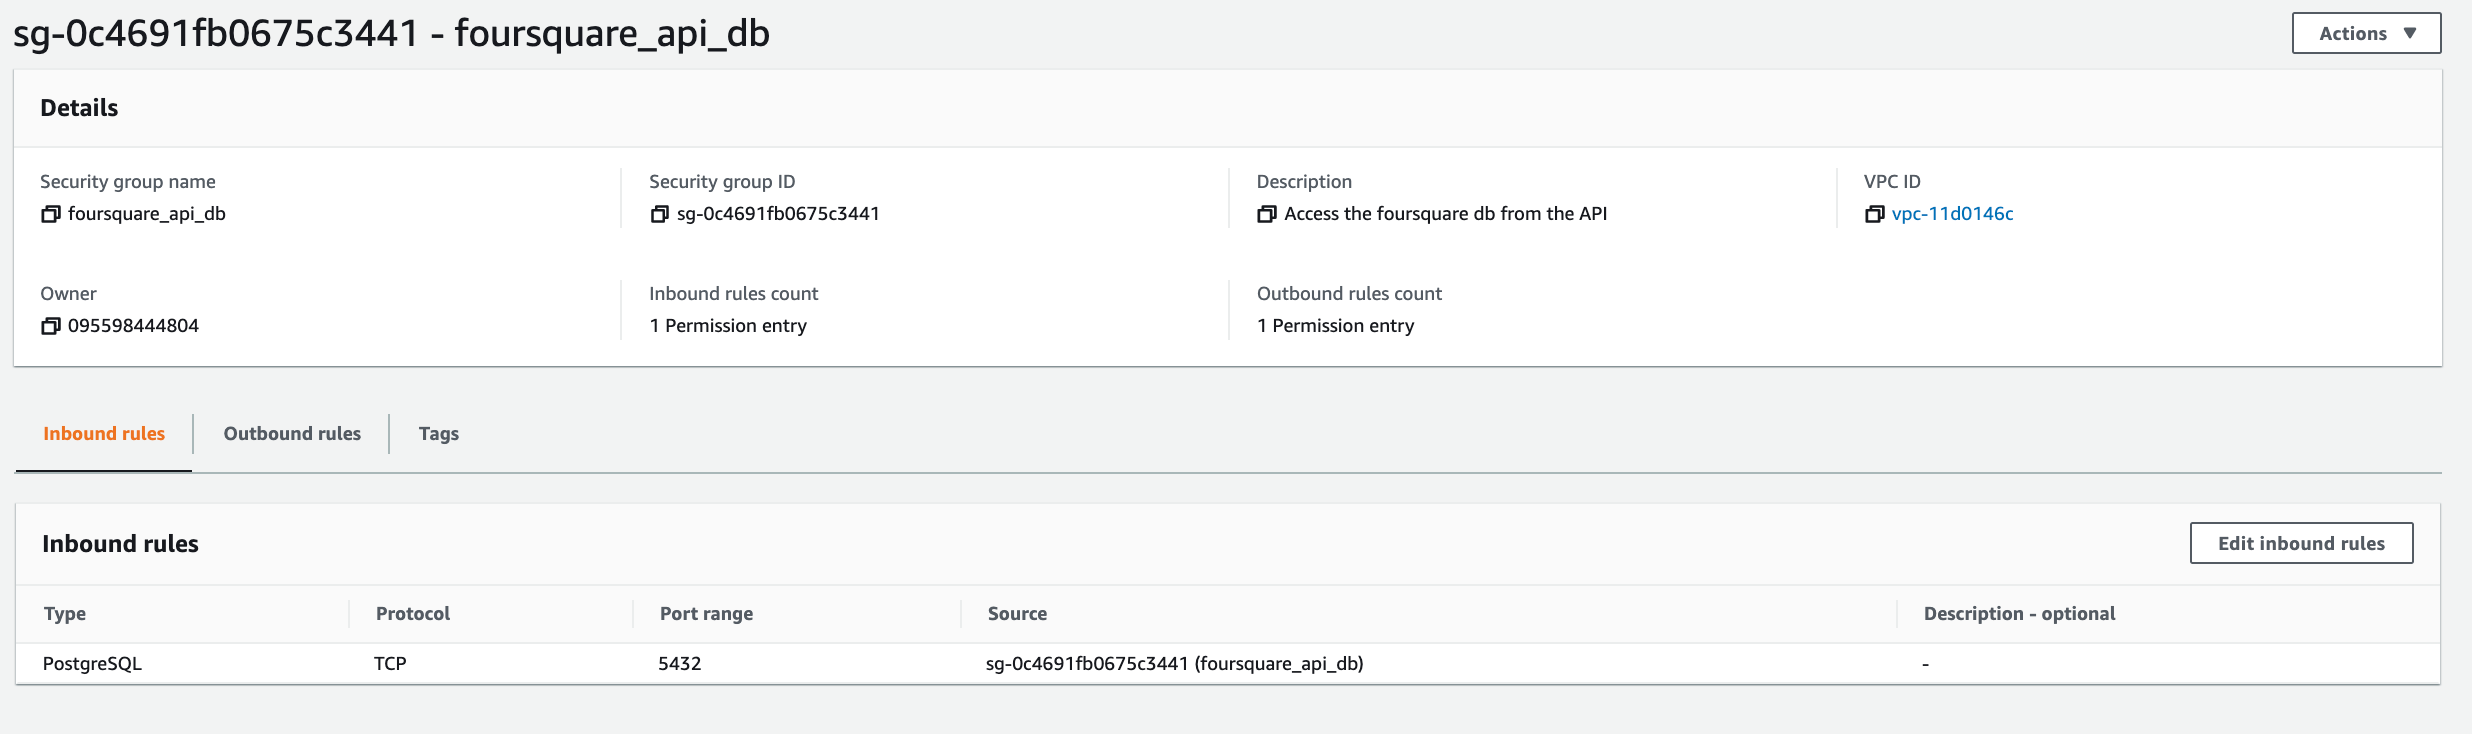 sg-0c4691fb0675c3441 - foursquare_api_db
Actions ▼
Details
Security group name
foursquare_api_db
Security group ID
sg-0c4691fb0675c3441
Description
Access the foursquare db from the API
VPC ID
vpc-11d0146c
Owner
095598444804
Inbound rules count
1 Permission entry
Outbound rules count
1 Permission entry
Inbound rules
Outbound rules
Tags
Inbound rules
Edit inbound rules
Type Protocol Port range Source Description - optional
PostgreSQL TCP 5432 sg-0c4691fb0675c3441 (foursquare_api_db) -